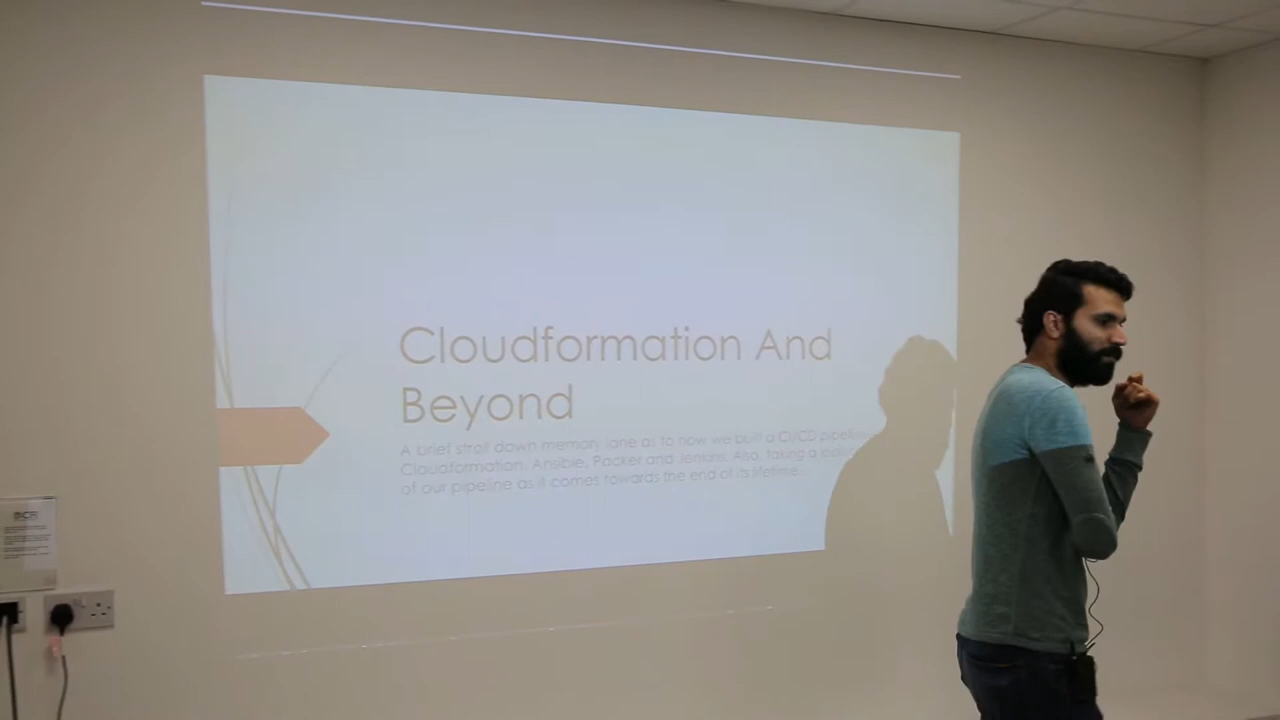 Cloudformation And
Beyond
A brief stroll down memory lane as to how we built a CI/CD pipeline
Cloudformation, Ansible, Packer and Jenkins. Also, taking a look
of our pipeline as it comes towards the end of its lifetime.